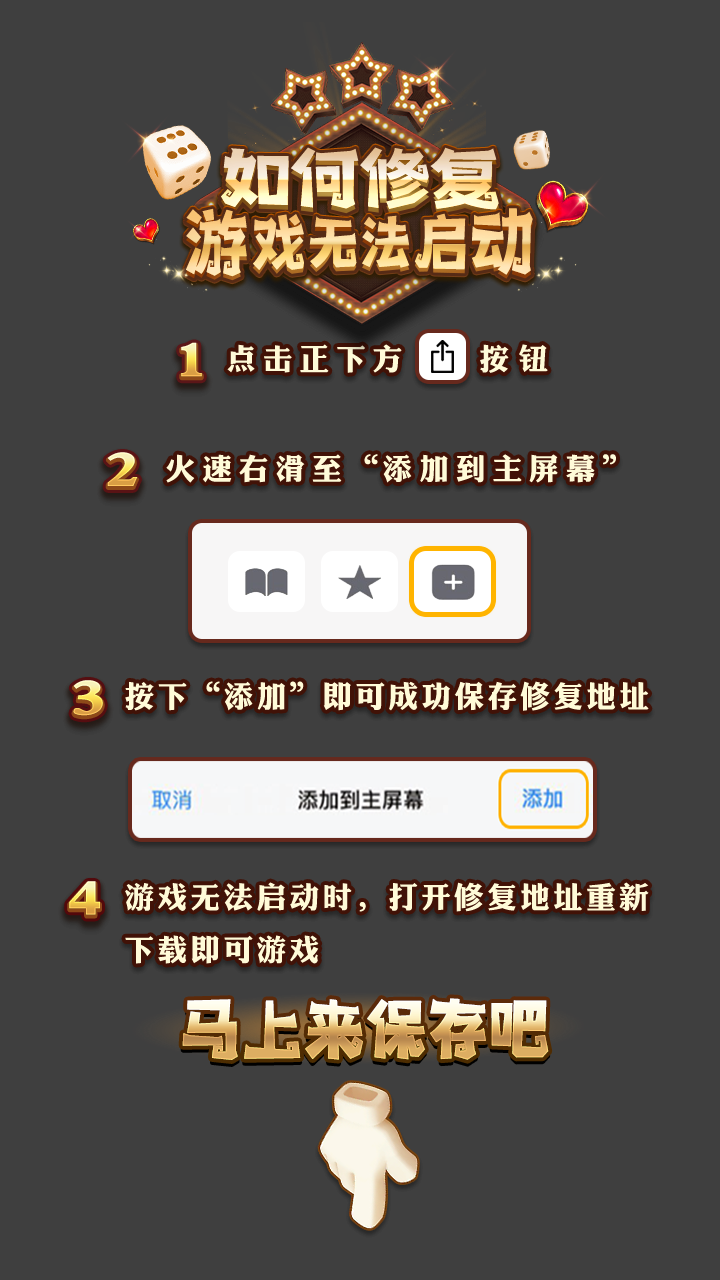 如何修复
游戏无法启动
1 点击正下方 按钮
2 火速右滑至“添加到主屏幕”
3 按下“添加”即可成功保存修复地址
取消 添加到主屏幕 添加
4 游戏无法启动时，打开修复地址重新
下载即可游戏
马上来保存吧